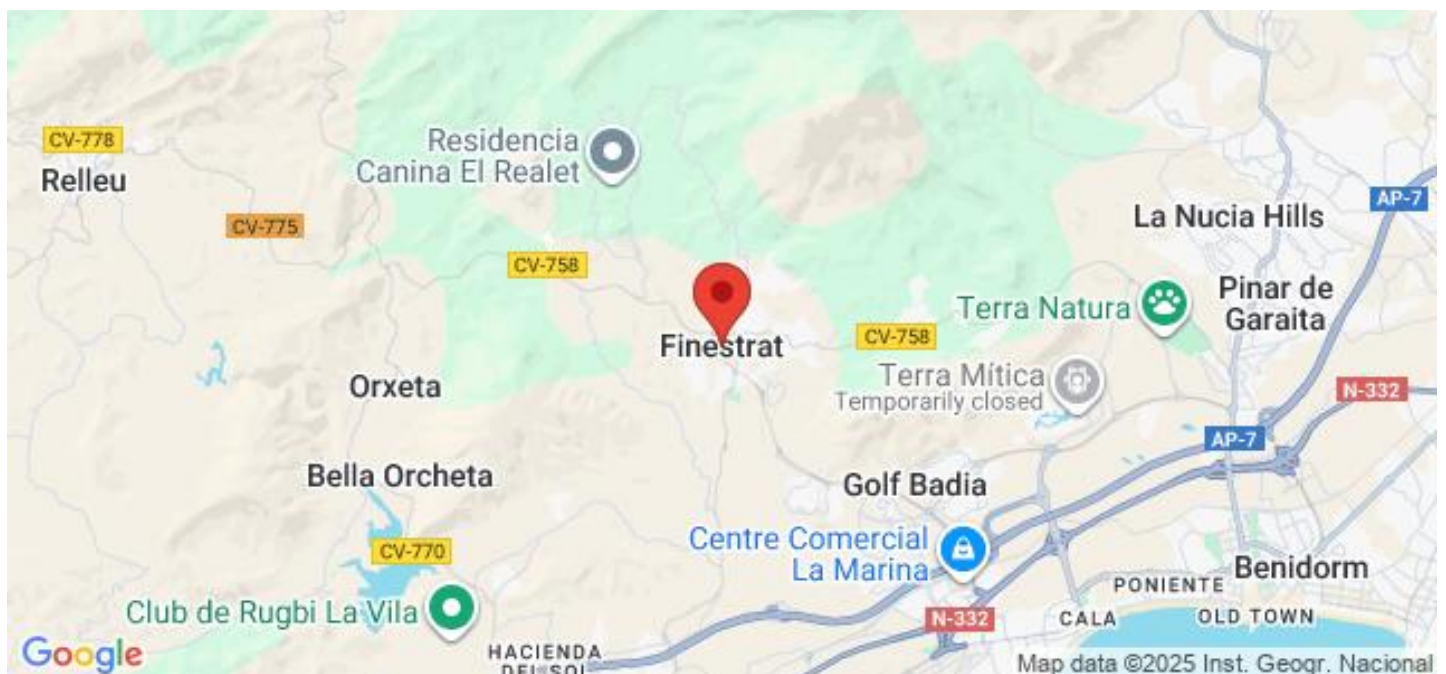 CV-778
Relleu
Residencia
Canina El Realet
AP-7
CV-775
La Nucia Hills
CV-758
Terra Natura
Pinar de
Garaita
Finestrat
CV-758
Terra Mítica
Temporarily closed
Orxeta
N-332
AP-7
Bella Orcheta
Golf Badia
Centre Comercial
La Marina
CV-770
Benidorm
PONIENTE
Club de Rugbi La Vila
N-332
CALA
OLD TOWN
HACIENDA
DEL SOL
Google
Map data ©2025 Inst. Geogr. Nacional